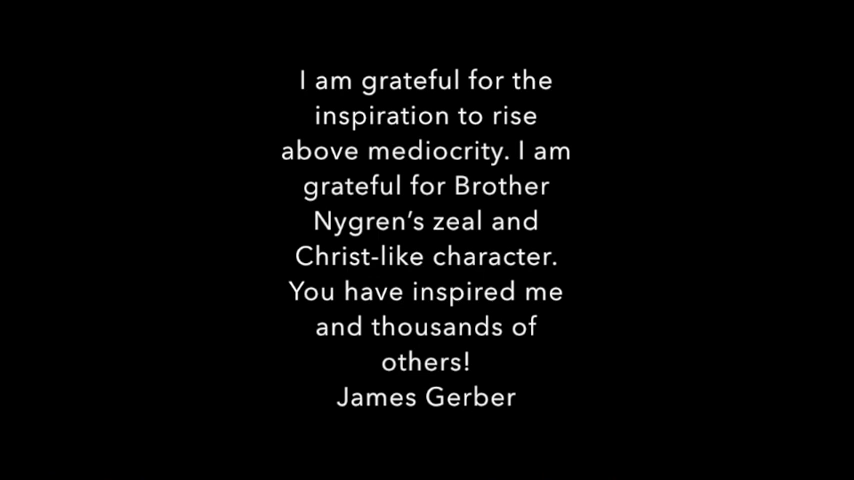 I am grateful for the
inspiration to rise
above mediocrity. I am
grateful for Brother
Nygren’s zeal and
Christ-like character.
You have inspired me
and thousands of
others!
James Gerber